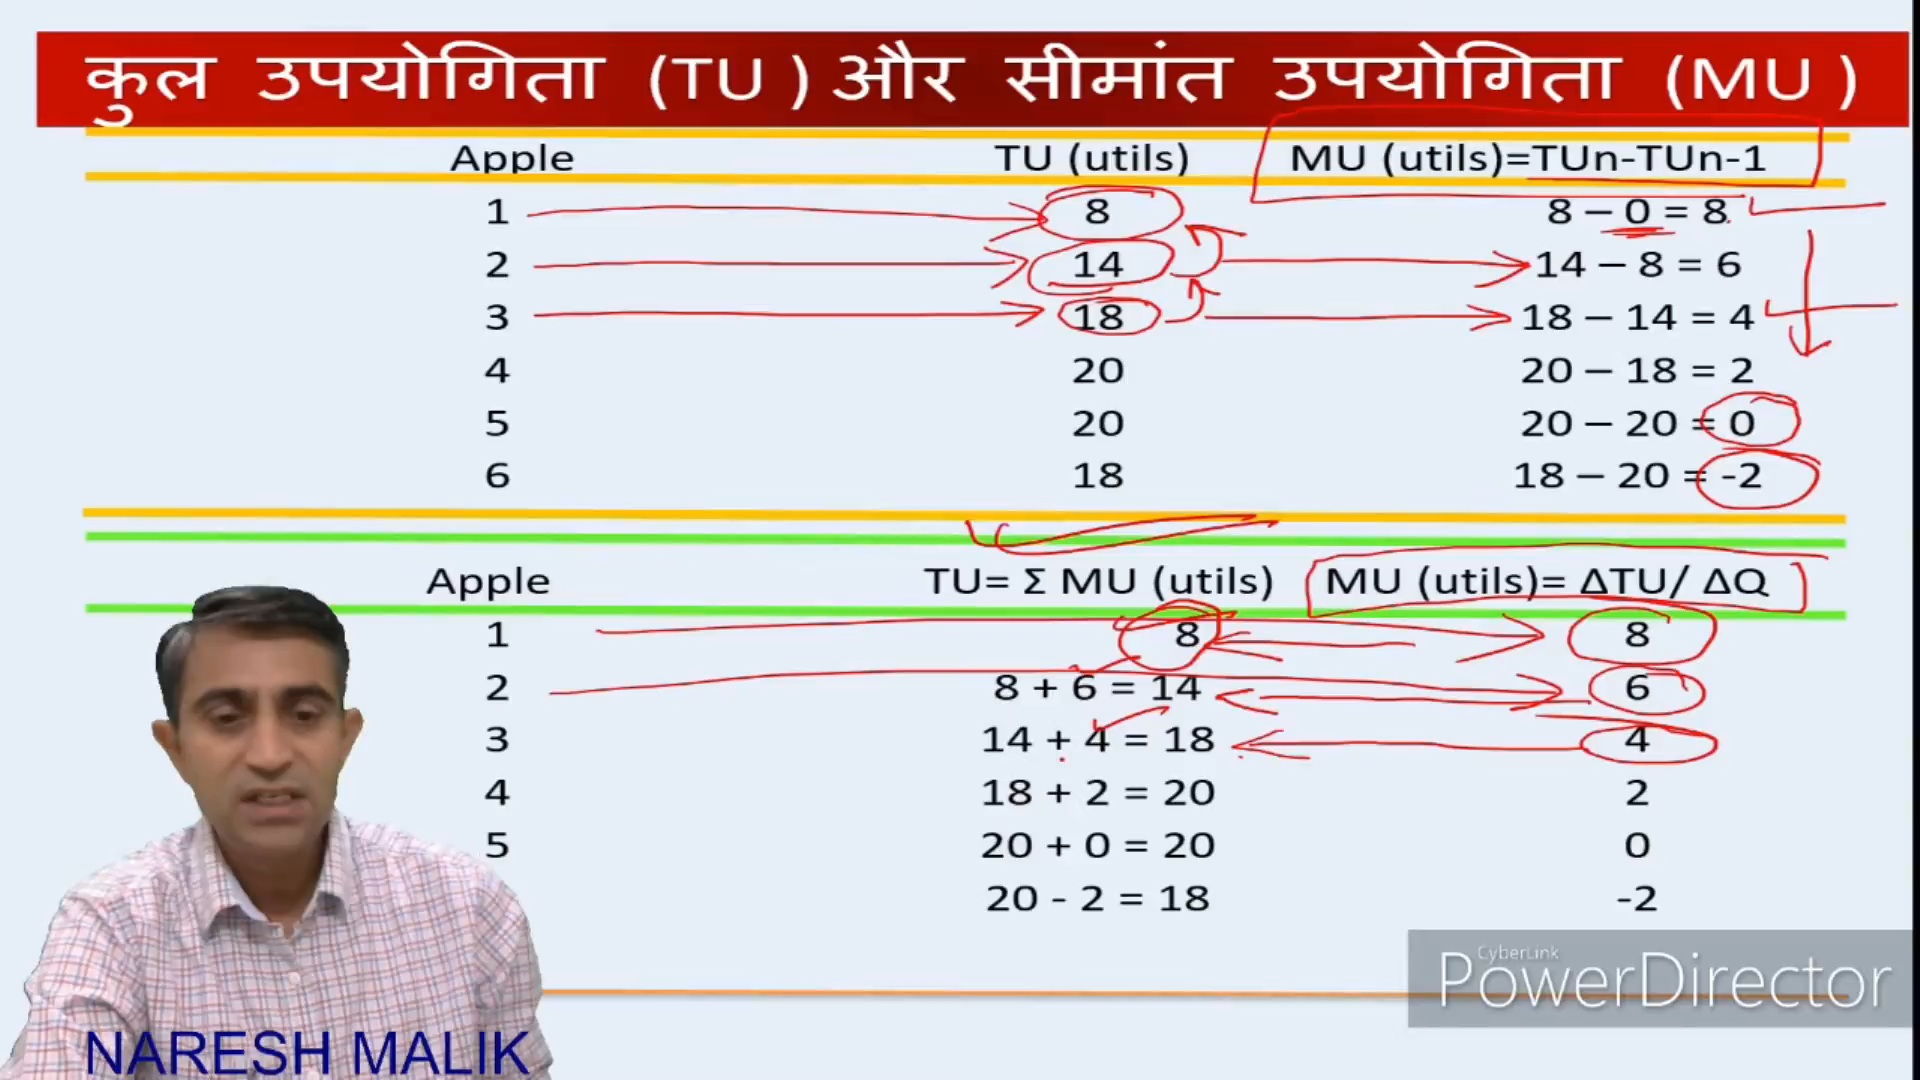 कुल उपयोगिता (TU ) और सीमांत उपयोगिता (MU )
Apple TU (utils) MU (utils)=TUn-TUn-1
1 8 8 – 0 = 8
2 14 14 – 8 = 6
3 18 18 – 14 = 4
4 20 20 – 18 = 2
5 20 20 – 20 = 0
6 18 18 – 20 = -2
Apple TU= Σ MU (utils) MU (utils)= ΔTU/ ΔQ
1 8 8
2 8 + 6 = 14 6
3 14 + 4 = 18 4
4 18 + 2 = 20 2
5 20 + 0 = 20 0
20 - 2 = 18 -2
CyberLink
PowerDirector
NARESH MALIK